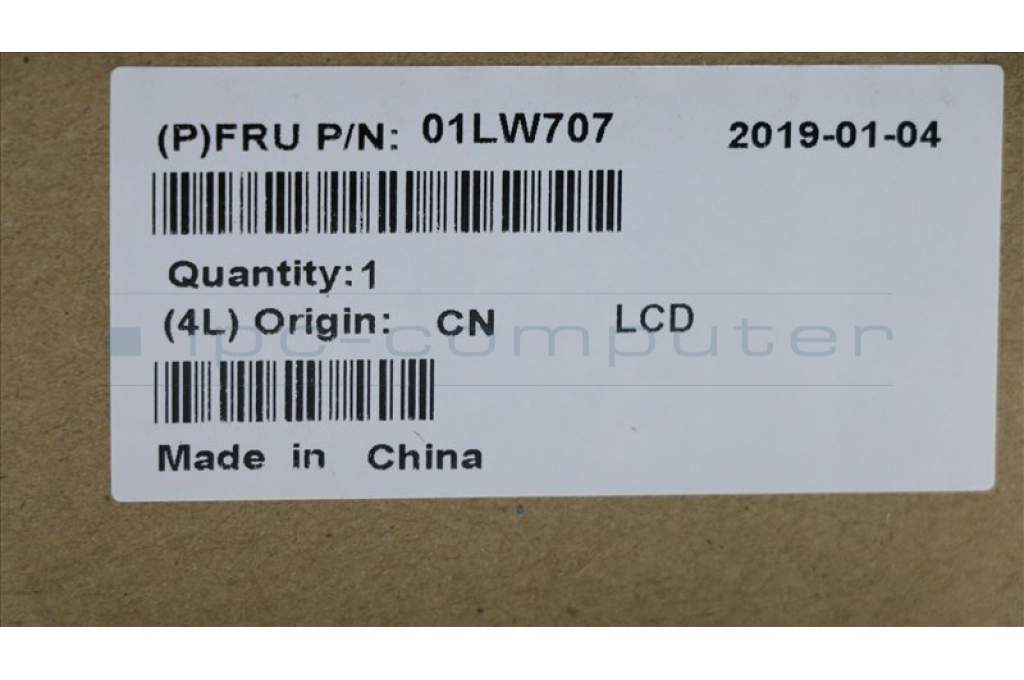 (P)FRU P/N: 01LW707 2019-01-04
Quantity:1
(4L) Origin: CN LCD
ipc-computer
Made in China